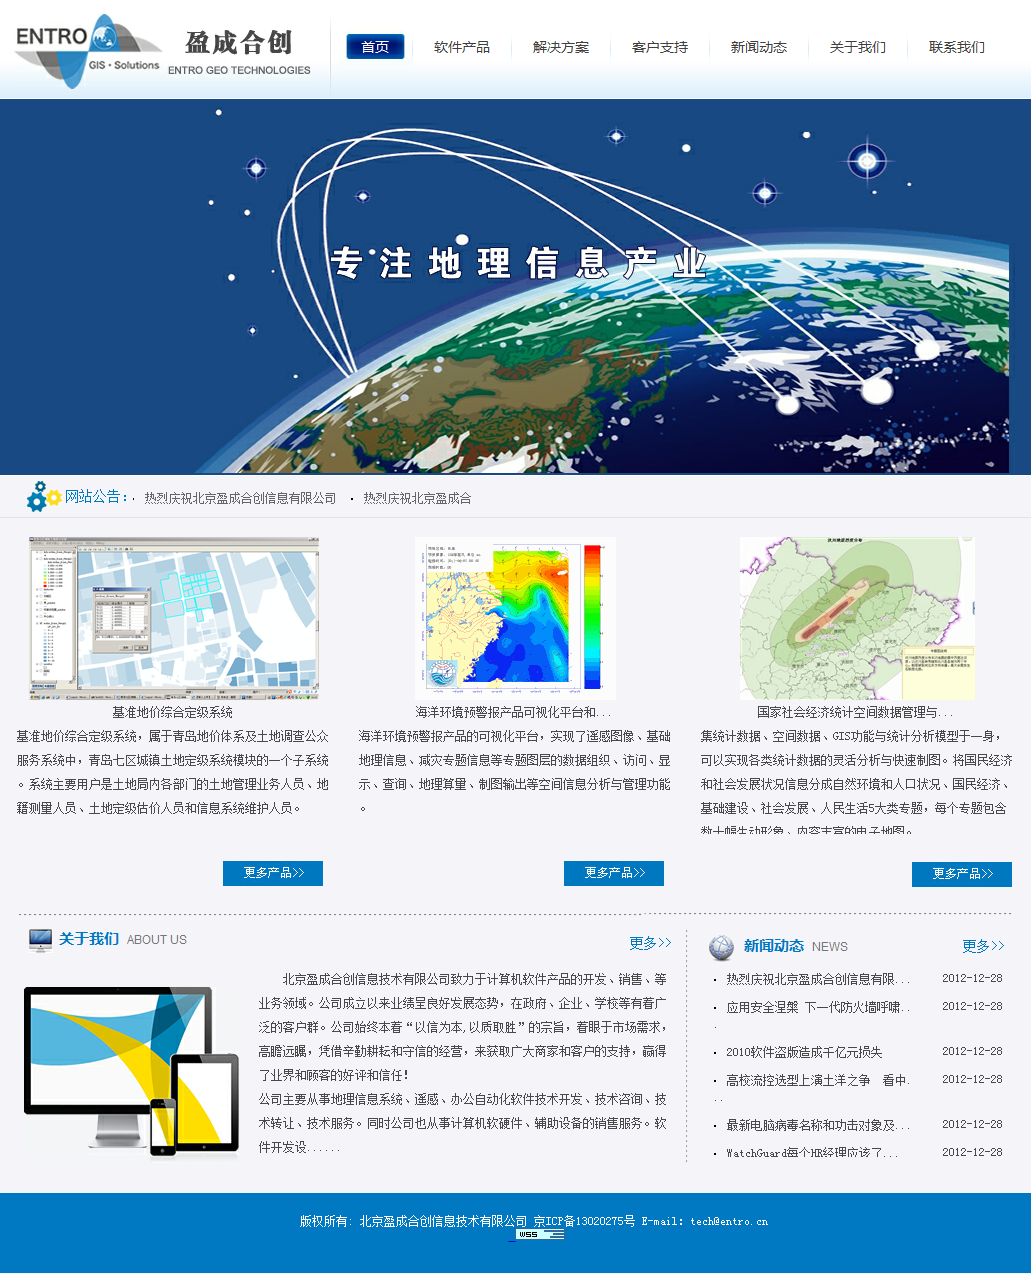 ENTRO
GIS · Solutions
盈成合创
ENTRO GEO TECHNOLOGIES
首页
软件产品
解决方案
客户支持
新闻动态
关于我们
联系我们
专注地理信息产业
网站公告：
热烈庆祝北京盈成合创信息有限公司
热烈庆祝北京盈成合
基准地价综合定级系统
基准地价综合定级系统，属于青岛地价体系及土地调查公众
服务系统中，青岛七区城镇土地定级系统模块的一个子系统
。系统主要用户是土地局内各部门的土地管理业务人员、地
籍测量人员、土地定级估价人员和信息系统维护人员。
更多产品>>
海洋环境预警报产品可视化平台和...
海洋环境预警报产品的可视化平台，实现了遥感图像、基础
地理信息、减灾专题信息等专题图层的数据组织、访问、显
示、查询、地理算量、制图输出等空间信息分析与管理功能
。
更多产品>>
国家社会经济统计空间数据管理与...
集统计数据、空间数据、GIS功能与统计分析模型于一身，
可以实现各类统计数据的灵活分析与快速制图。将国民经济
和社会发展状况信息分成自然环境和人口状况、国民经济、
基础建设、社会发展、人民生活5大类专题，每个专题包含
数十幅生动形象、内容丰富的电子地图。
更多产品>>
关于我们 ABOUT US
更多>>
北京盈成合创信息技术有限公司致力于计算机软件产品的开发、销售、等
业务领域。公司成立以来业绩呈良好发展态势，在政府、企业、学校等有着广
泛的客户群。公司始终本着“以信为本,以质取胜”的宗旨，着眼于市场需求，
高瞻远瞩，凭借辛勤耕耘和守信的经营，来获取广大商家和客户的支持，赢得
了业界和顾客的好评和信任！
公司主要从事地理信息系统、遥感、办公自动化软件技术开发、技术咨询、技
术转让、技术服务。同时公司也从事计算机软硬件、辅助设备的销售服务。软
件开发设......
新闻动态 NEWS
更多>>
热烈庆祝北京盈成合创信息有限... 2012-12-28
应用安全涅槃 下一代防火墙呼啸... 2012-12-28
2010软件盗版造成千亿元损失 2012-12-28
高校流控选型上演土洋之争 看中... 2012-12-28
最新电脑病毒名称和功击对象及... 2012-12-28
WatchGuard每个HR经理应该了... 2012-12-28
版权所有：北京盈成合创信息技术有限公司 京ICP备13020275号 E-mail: tech@entro.cn
WSS